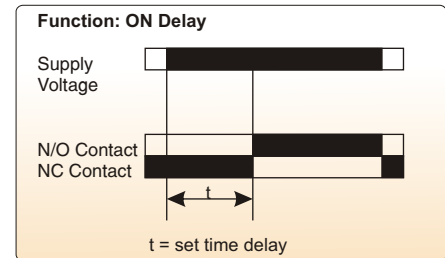 Function: ON Delay
Supply
Voltage
N/O Contact
NC Contact
t
t = set time delay